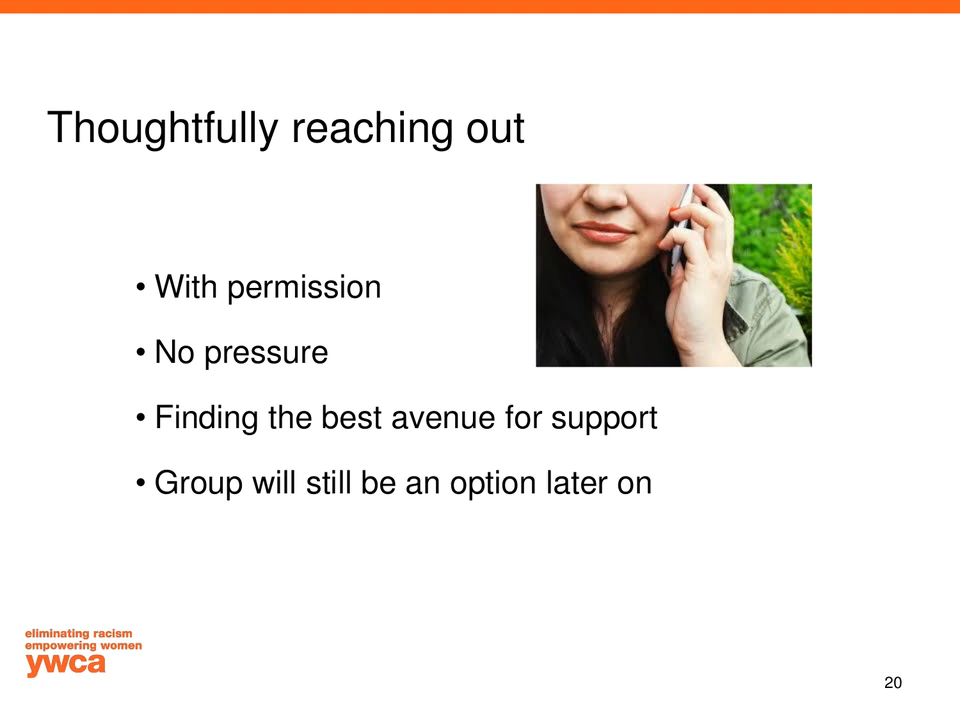 Thoughtfully reaching out
• With permission
• No pressure
• Finding the best avenue for support
• Group will still be an option later on
eliminating racism
empowering women
ywca
20